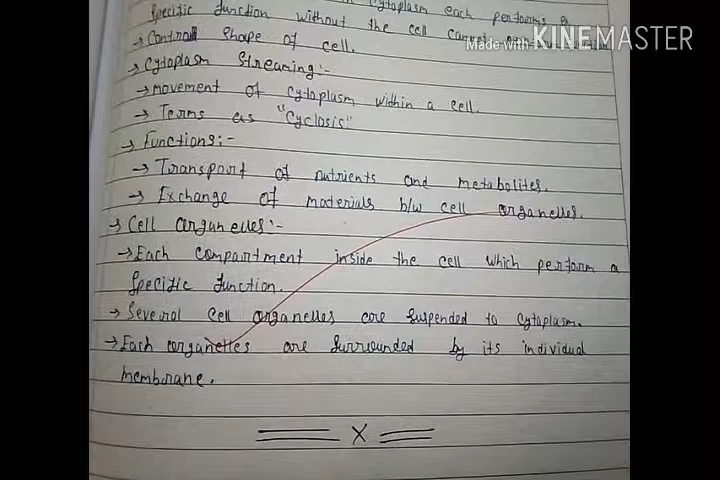 Cytoplasm each performs a
Specific function without the cell cannot
→ Control Shape of cell.
Made with KINEMASTER
→ Cytoplasm Streaming:-
→ movement of cytoplasm within a cell.
→ Terms as "Cyclosis"
→ Functions:-
→ Transport of nutrients and metabolites.
→ Exchange of materials b/w cell organelles.
→ Cell organelles:-
→ Each compartment inside the cell which perform a
Specific function.
→ Several cell organelles are suspended to cytoplasm.
→ Each organelles are surrounded by its individual
membrane.
X